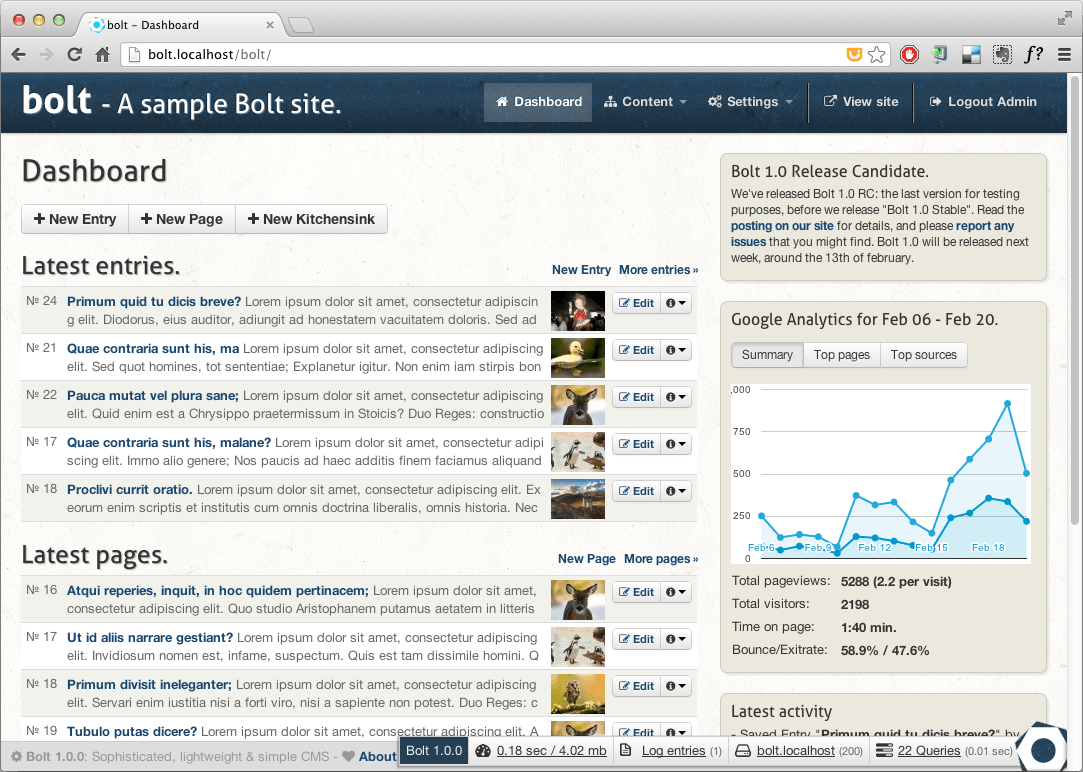 bolt – Dashboard
bolt.localhost/bolt/
f?
bolt - A sample Bolt site.
Dashboard
Content
Settings
View site
Logout Admin
Dashboard
New Entry
New Page
New Kitchensink
Latest entries.
New Entry More entries »
№ 24 Primum quid tu dicis breve? Lorem ipsum dolor sit amet, consectetur adipiscin
g elit. Diodorus, eius auditor, adiungit ad honestatem vacuitatem doloris. Sed ad
Edit
№ 21 Quae contraria sunt his, ma Lorem ipsum dolor sit amet, consectetur adipiscing
elit. Sed quot homines, tot sententiae; Explanetur igitur. Non enim iam stirpis bon
Edit
№ 22 Pauca mutat vel plura sane; Lorem ipsum dolor sit amet, consectetur adipiscing
elit. Quid enim est a Chrysippo praetermissum in Stoicis? Duo Reges: constructio
Edit
№ 17 Quae contraria sunt his, malane? Lorem ipsum dolor sit amet, consectetur adipi
scing elit. Immo alio genere; Nos paucis ad haec additis finem faciamus aliquand
Edit
№ 18 Proclivi currit oratio. Lorem ipsum dolor sit amet, consectetur adipiscing elit. Ex
eorum enim scriptis et institutis cum omnis doctrina liberalis, omnis historia. Nec
Edit
Latest pages.
New Page More pages »
№ 16 Atqui reperies, inquit, in hoc quidem pertinacem; Lorem ipsum dolor sit amet,
consectetur adipiscing elit. Quo studio Aristophanem putamus aetatem in litteris
Edit
№ 17 Ut id aliis narrare gestiant? Lorem ipsum dolor sit amet, consectetur adipiscing
elit. Invidiosum nomen est, infame, suspectum. Quis est tam dissimile homini. Q
Edit
№ 18 Primum divisit ineleganter; Lorem ipsum dolor sit amet, consectetur adipiscing
elit. Servari enim iustitia nisi a forti viro, nisi a sapiente non potest. Duo Reges: c
Edit
№ 19 Tubulo putas dicere? Lorem ipsum dolor sit amet, consectetur adipiscing elit. A
Edit
Bolt 1.0 Release Candidate.
We've released Bolt 1.0 RC: the last version for testing
purposes, before we release "Bolt 1.0 Stable". Read the
posting on our site for details, and please report any
issues that you might find. Bolt 1.0 will be released next
week, around the 13th of february.
Google Analytics for Feb 06 - Feb 20.
Summary
Top pages
Top sources
,000
750
500
250
0
Feb 6
Feb 9
Feb 12
Feb 15
Feb 18
Total pageviews: 5288 (2.2 per visit)
Total visitors: 2198
Time on page: 1:40 min.
Bounce/Exitrate: 58.9% / 47.6%
Latest activity
Saved Entry "Primum quid tu dicis breve?" by
Bolt 1.0.0: Sophisticated, lightweight & simple CMS - About
Bolt 1.0.0
0.18 sec / 4.02 mb
Log entries (1)
bolt.localhost (200)
22 Queries (0.01 sec)